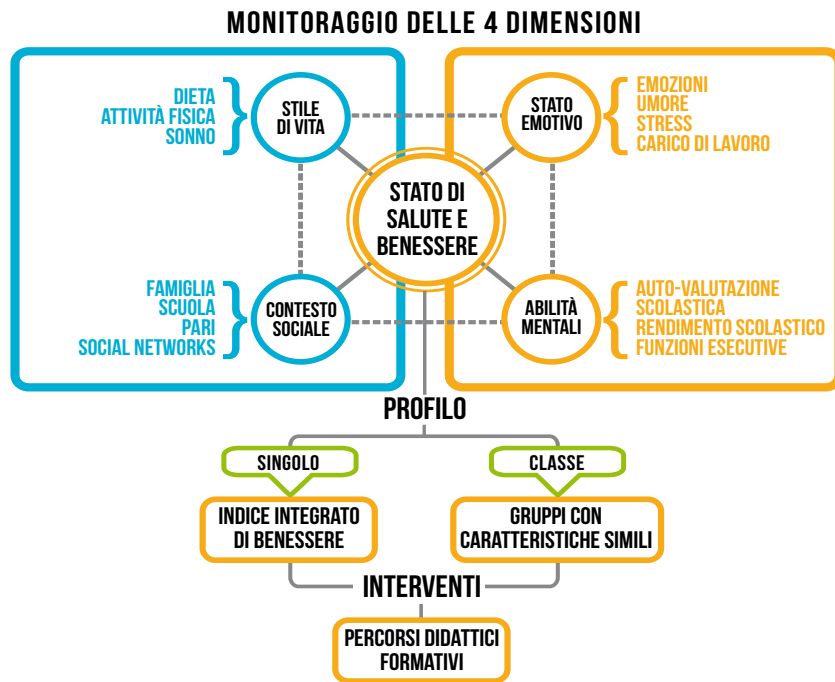 MONITORAGGIO DELLE 4 DIMENSIONI
DIETA
ATTIVITÀ FISICA
SONNO
STILE
DI VITA
STATO
EMOTIVO
EMOZIONI
UMORE
STRESS
CARICO DI LAVORO
STATO DI
SALUTE E
BENESSERE
FAMIGLIA
SCUOLA
PARI
SOCIAL NETWORKS
CONTESTO
SOCIALE
ABILITÀ
MENTALI
AUTO-VALUTAZIONE
SCOLASTICA
RENDIMENTO SCOLASTICO
FUNZIONI ESECUTIVE
PROFILO
SINGOLO
CLASSE
INDICE INTEGRATO
DI BENESSERE
GRUPPI CON
CARATTERISTICHE SIMILI
INTERVENTI
PERCORSI DIDATTICI
FORMATIVI